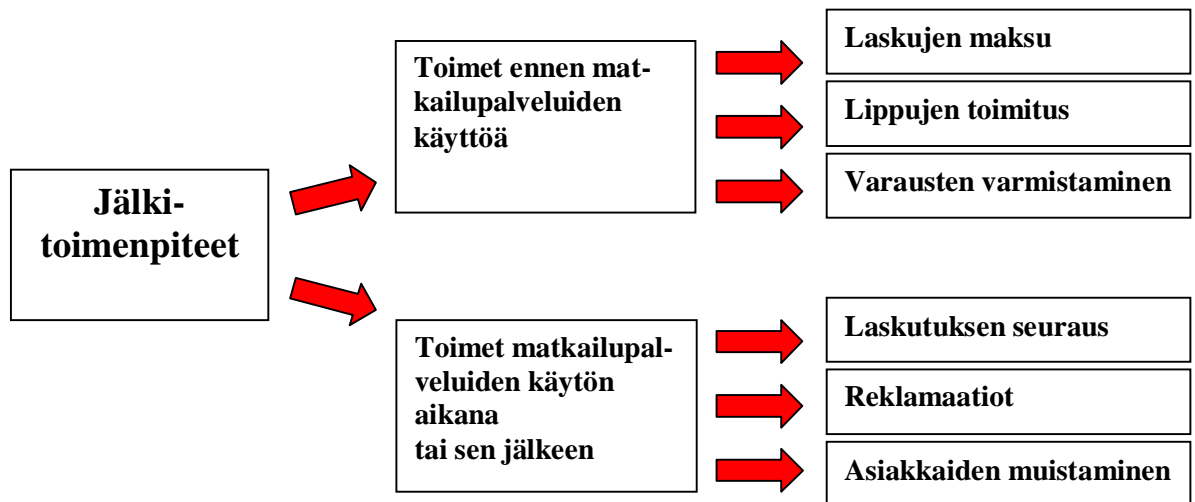 Jälki-
toimenpiteet
Toimet ennen mat-
kailupalveluiden
käyttöä
Laskujen maksu
Lippujen toimitus
Varausten varmistaminen
Toimet matkailupal-
veluiden käytön
aikana
tai sen jälkeen
Laskutuksen seuraus
Reklamaatiot
Asiakkaiden muistaminen